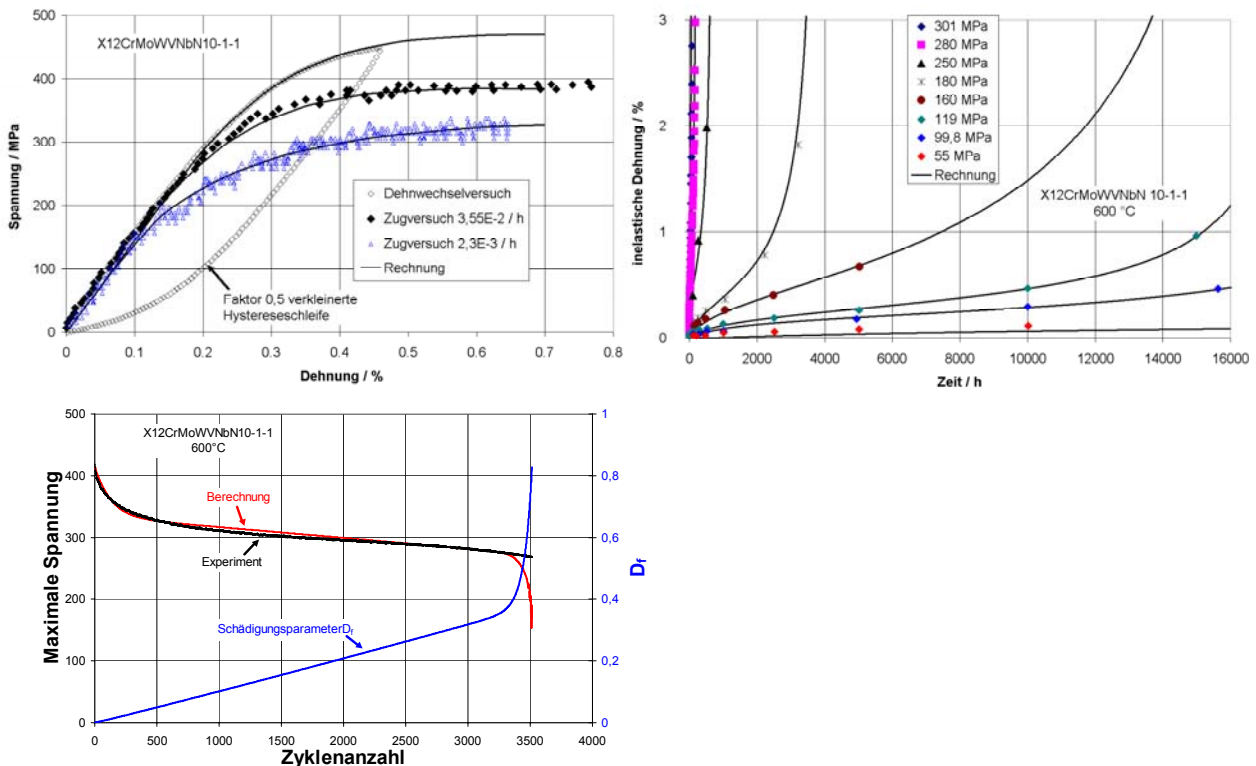 500
400
300
200
100
0
Spannung / MPa
X12CrMoWVNbN10-1-1
Dehnwechselversuch
Zugversuch 3,55E-2 / h
Zugversuch 2,3E-3 / h
Rechnung
Faktor 0,5 verkleinerte
Hystereseschleife
0 0.1 0.2 0.3 0.4 0.5 0.6 0.7 0.8
Dehnung / %
3
2
1
0
inelastische Dehnung / %
301 MPa
280 MPa
250 MPa
180 MPa
160 MPa
119 MPa
99,8 MPa
55 MPa
Rechnung
X12CrMoWVNbN 10-1-1
600 °C
0 2000 4000 6000 8000 10000 12000 14000 16000
Zeit / h
500
400
300
200
100
0
Maximale Spannung
X12CrMoWVNbN10-1-1
600°C
Berechnung
Experiment
SchädigungsparameterDf
1
0,8
0,6
0,4
0,2
0
Df
0 500 1000 1500 2000 2500 3000 3500 4000
Zyklenanzahl